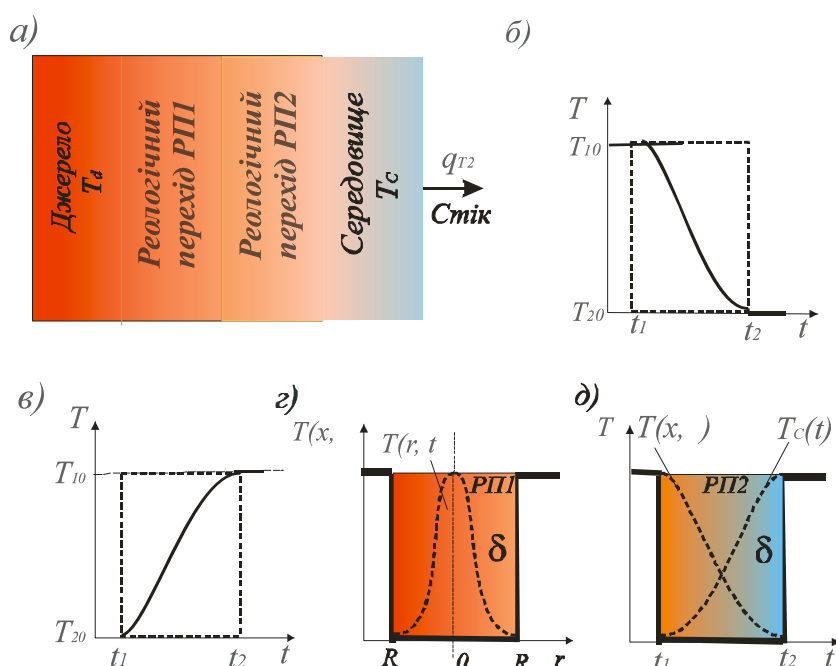 а)
Джерело
Td
Реологічний
перехід РП1
Реологічний
перехід РП2
Середовище
TC
qT2
Стік
б)
T
T10
T20
t1
t2
t
в)
T
T10
T20
t1
t2
t
г)
T(x,
T(r, t
РП1
δ
R
0
R
r
д)
T
T(x, )
TC(t)
РП2
δ
t1
t2
t